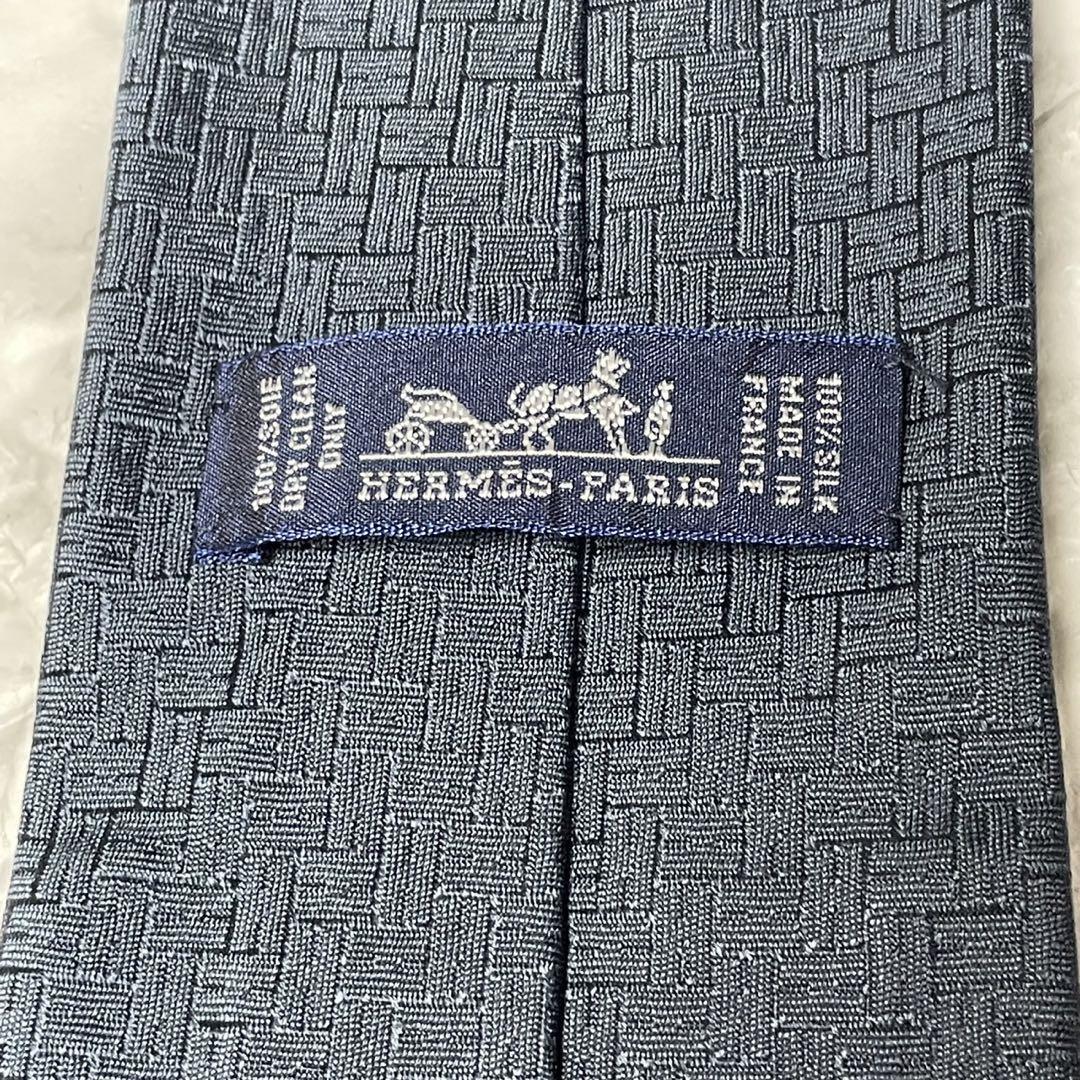 100%SOIE
DRY CLEAN
ONLY
HERMÈS-PARIS
100%SILK
MADE IN
FRANCE